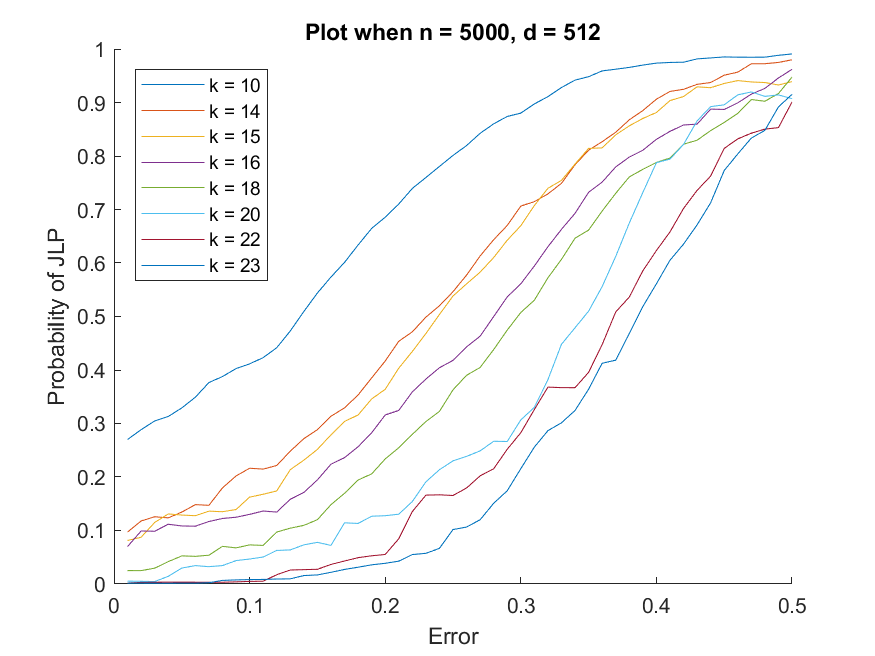 Plot when n = 5000, d = 512
1
0.9
0.8
0.7
0.6
0.5
0.4
0.3
0.2
0.1
0
Probability of JLP
k = 10
k = 14
k = 15
k = 16
k = 18
k = 20
k = 22
k = 23
0
0.1
0.2
0.3
0.4
0.5
Error